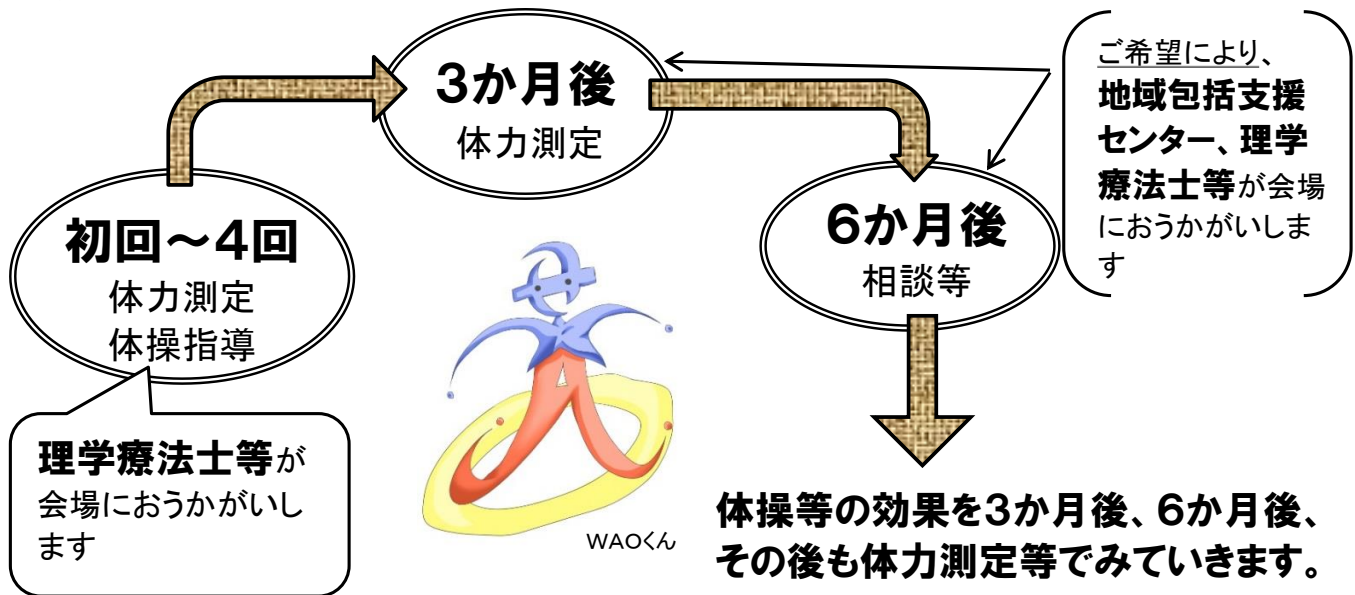 初回～4回
体力測定
体操指導
理学療法士等が
会場におうかがいし
ます
3か月後
体力測定
6か月後
相談等
ご希望により、
地域包括支援
センター、理学
療法士等が会場
におうかがいしま
す
WAOくん
体操等の効果を3か月後、6か月後、
その後も体力測定等でみていきます。